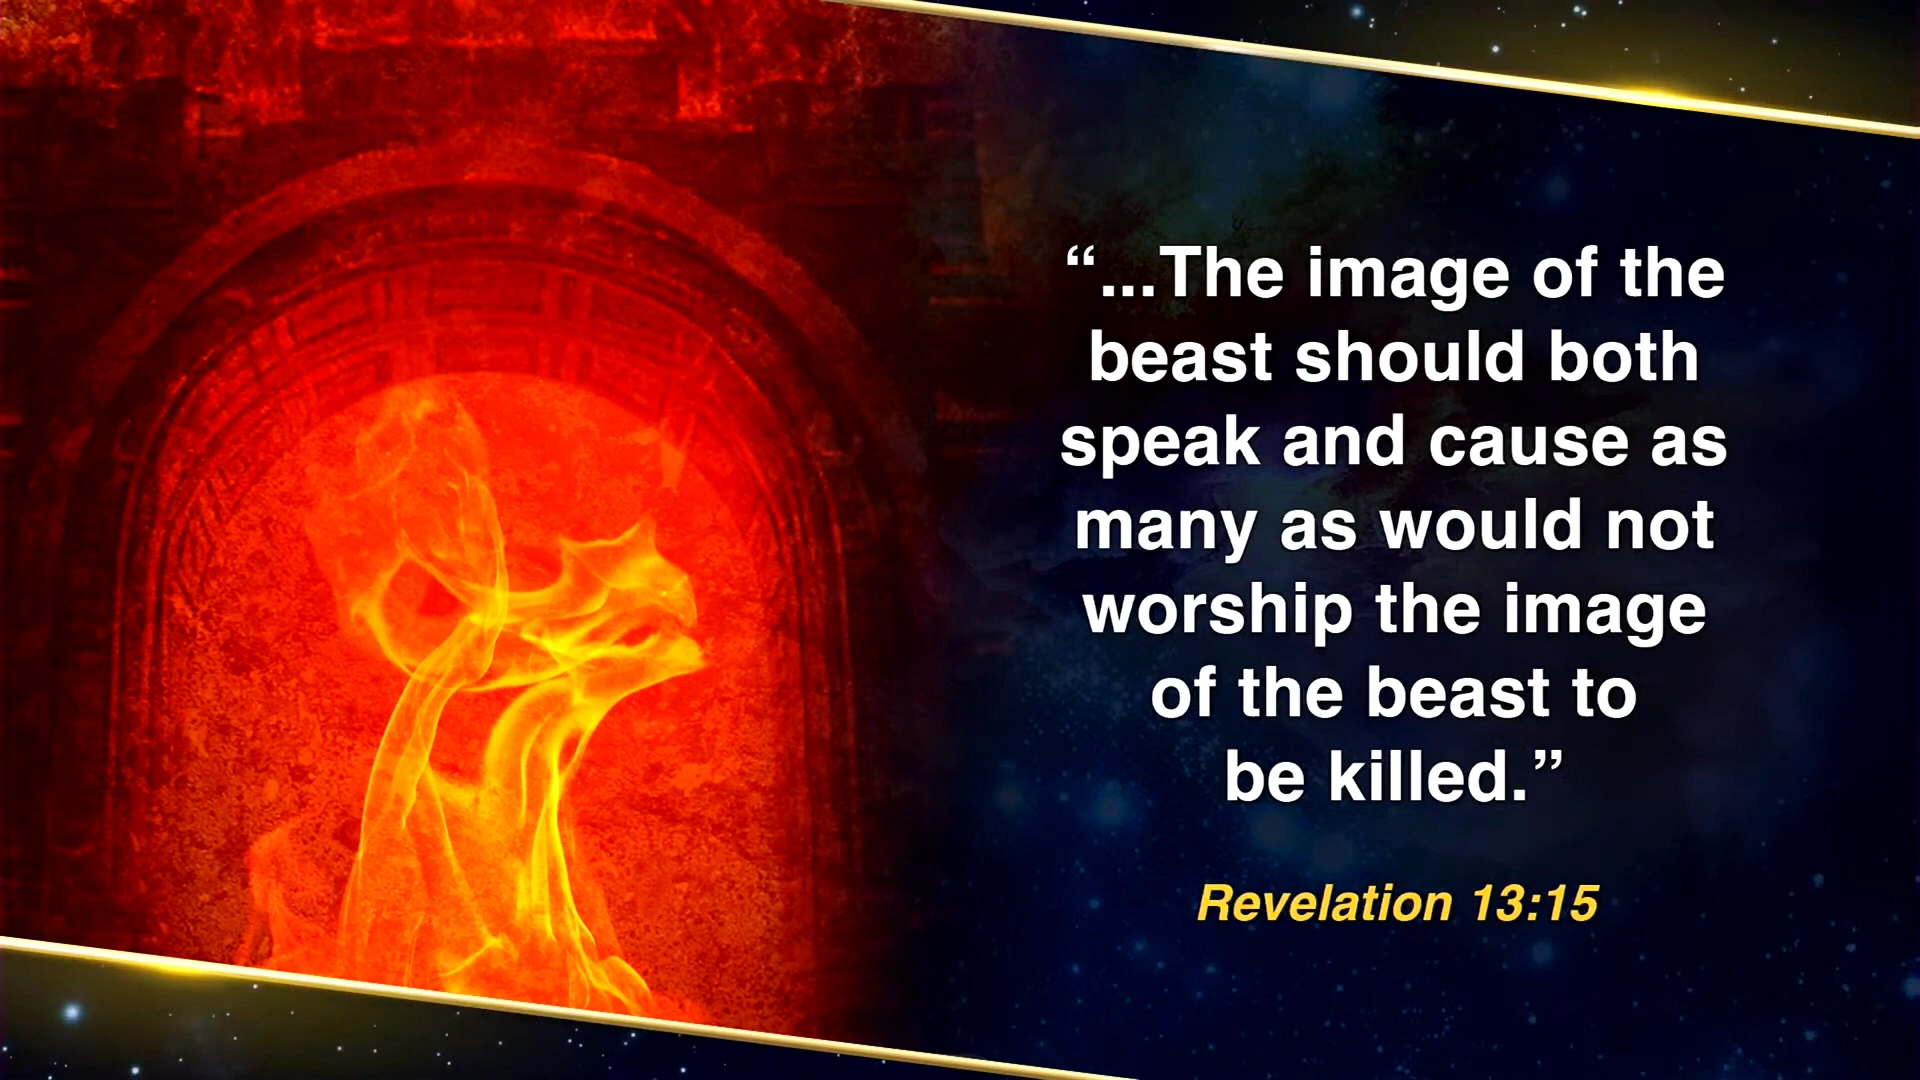 “...The image of the
beast should both
speak and cause as
many as would not
worship the image
of the beast to
be killed.”
Revelation 13:15